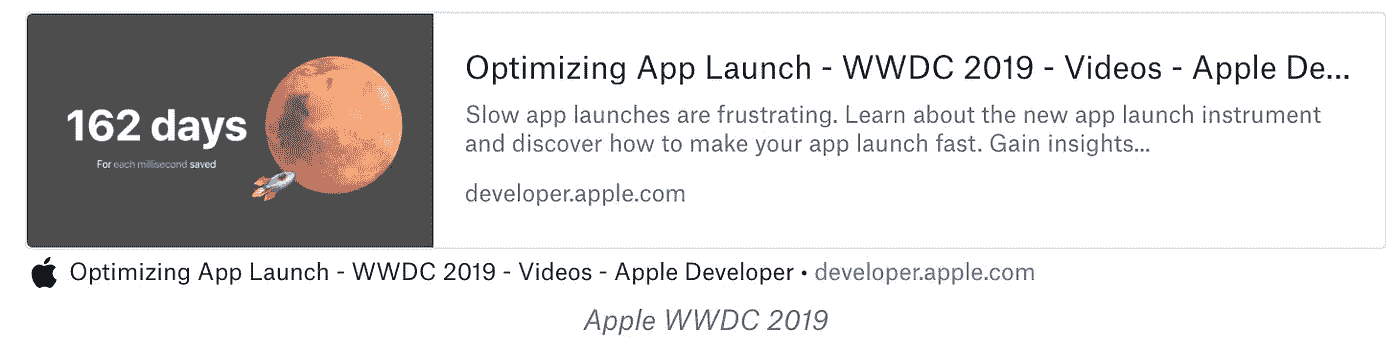 162 days
For each millisecond saved
Optimizing App Launch - WWDC 2019 - Videos - Apple De...
Slow app launches are frustrating. Learn about the new app launch instrument
and discover how to make your app launch fast. Gain insights...
developer.apple.com
Optimizing App Launch - WWDC 2019 - Videos - Apple Developer • developer.apple.com
Apple WWDC 2019